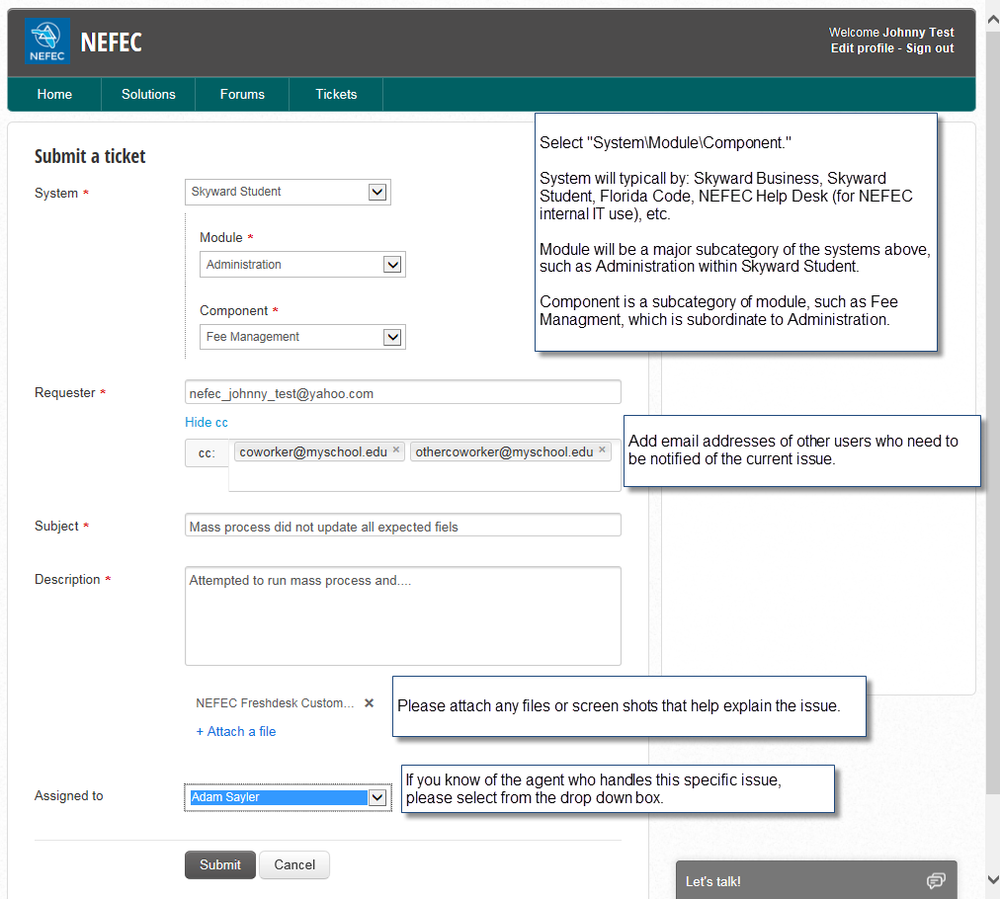 NEFEC
NEFEC
Welcome Johnny Test
Edit profile - Sign out
Home
Solutions
Forums
Tickets
Submit a ticket
System *
Skyward Student
Module *
Administration
Component *
Fee Management
Select "System\Module\Component."
System will typicall by: Skyward Business, Skyward
Student, Florida Code, NEFEC Help Desk (for NEFEC
internal IT use), etc.
Module will be a major subcategory of the systems above,
such as Administration within Skyward Student.
Component is a subcategory of module, such as Fee
Managment, which is subordinate to Administration.
Requester *
nefec_johnny_test@yahoo.com
Hide cc
cc:
coworker@myschool.edu ×
othercoworker@myschool.edu ×
Add email addresses of other users who need to
be notified of the current issue.
Subject *
Mass process did not update all expected fiels
Description *
Attempted to run mass process and....
NEFEC Freshdesk Custom... ×
+ Attach a file
Please attach any files or screen shots that help explain the issue.
Assigned to
Adam Sayler
If you know of the agent who handles this specific issue,
please select from the drop down box.
Submit
Cancel
Let's talk!